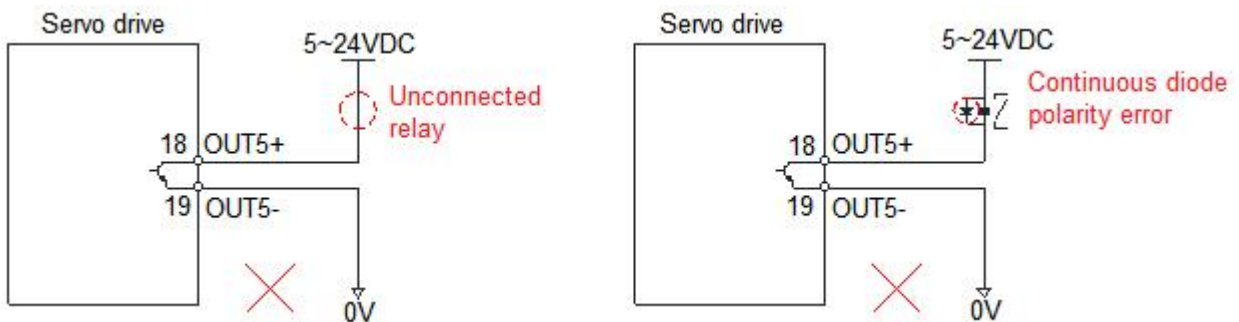 Servo drive
5~24VDC
Unconnected
relay
18
OUT5+
19
OUT5-
0V
Servo drive
5~24VDC
Continuous diode
polarity error
18
OUT5+
19
OUT5-
0V